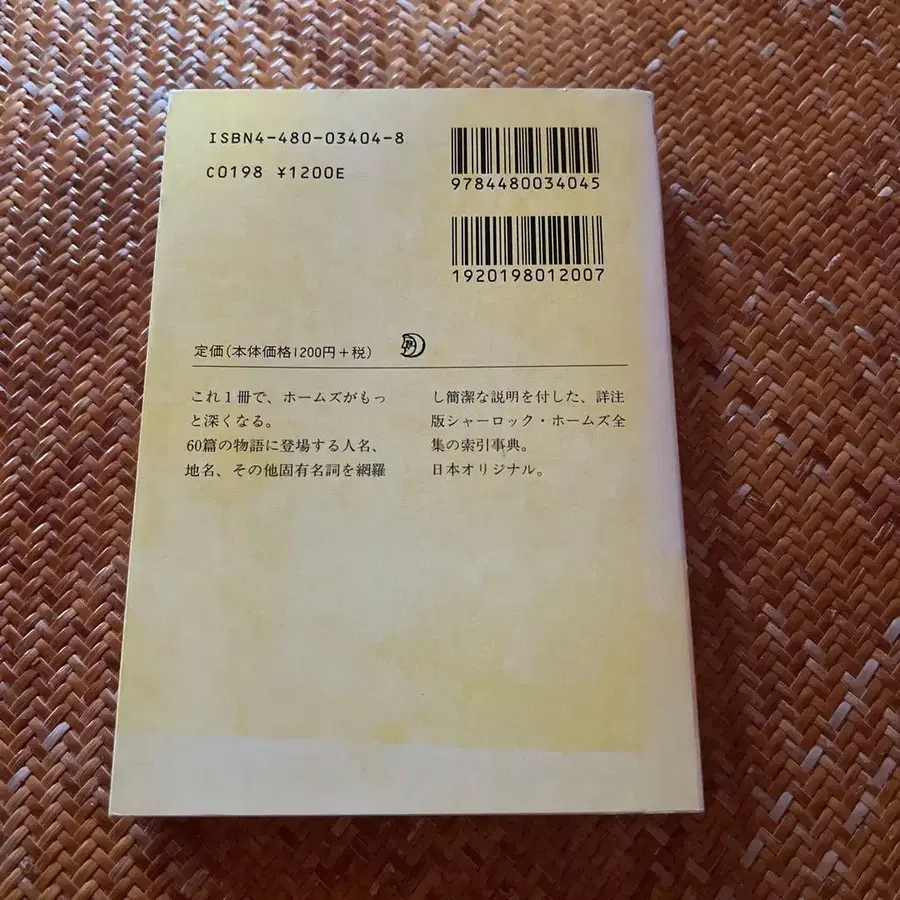 ISBN4-480-03404-8
C0198 ¥1200E
9784480034045
1920198012007
定価(本体価格1200円+税)
これ1冊で、ホームズがもっ
と深くなる。
60篇の物語に登場する人名、
地名、その他固有名詞を網羅
し簡潔な説明を付した、詳注
版シャーロック・ホームズ全
集の索引事典。
日本オリジナル。